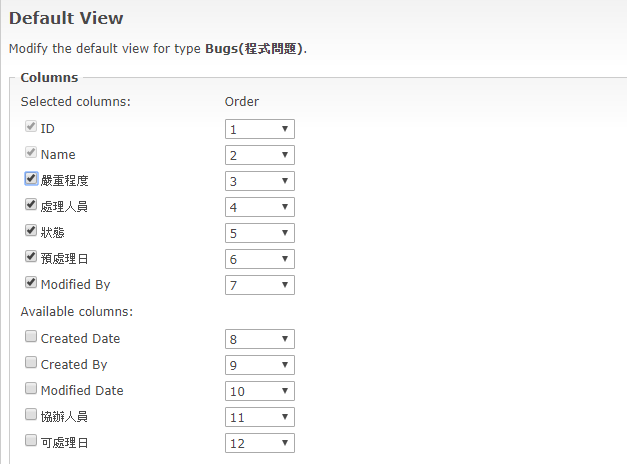 Default View
Modify the default view for type Bugs(程式問題).
Columns
Selected columns: Order
ID 1
Name 2
嚴重程度 3
處理人員 4
狀態 5
預處理日 6
Modified By 7
Available columns:
Created Date 8
Created By 9
Modified Date 10
協辦人員 11
可處理日 12